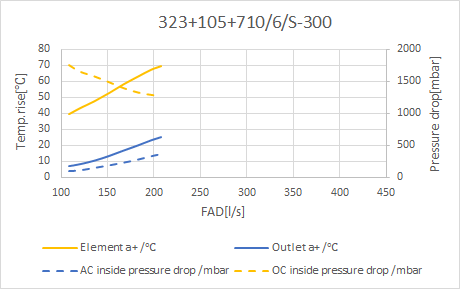 323+105+710/6/S-300
Temp.rise[°C]
80
70
60
50
40
30
20
10
0
2000
1500
1000
500
0
Pressure drop[mbar]
100 150 200 250 300 350 400 450
FAD[l/s]
Element a+ /°C Outlet a+ /°C
AC inside pressure drop /mbar OC inside pressure drop /mbar